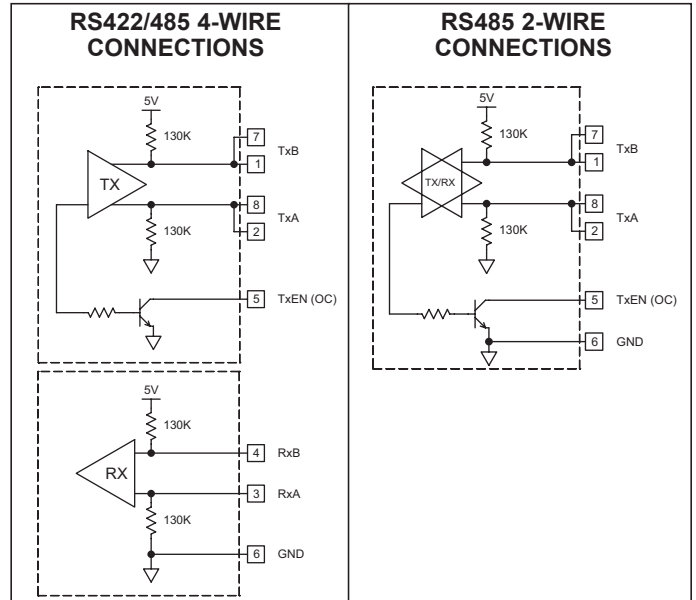 RS422/485 4-WIRE
CONNECTIONS
5V
130K
7
TxB
1
TX
8
TxA
130K
2
5 TxEN (OC)
5V
130K
4 RxB
RX
3 RxA
130K
6 GND
RS485 2-WIRE
CONNECTIONS
5V
130K
7
TxB
1
TX/RX
8
TxA
130K
2
5 TxEN (OC)
6 GND